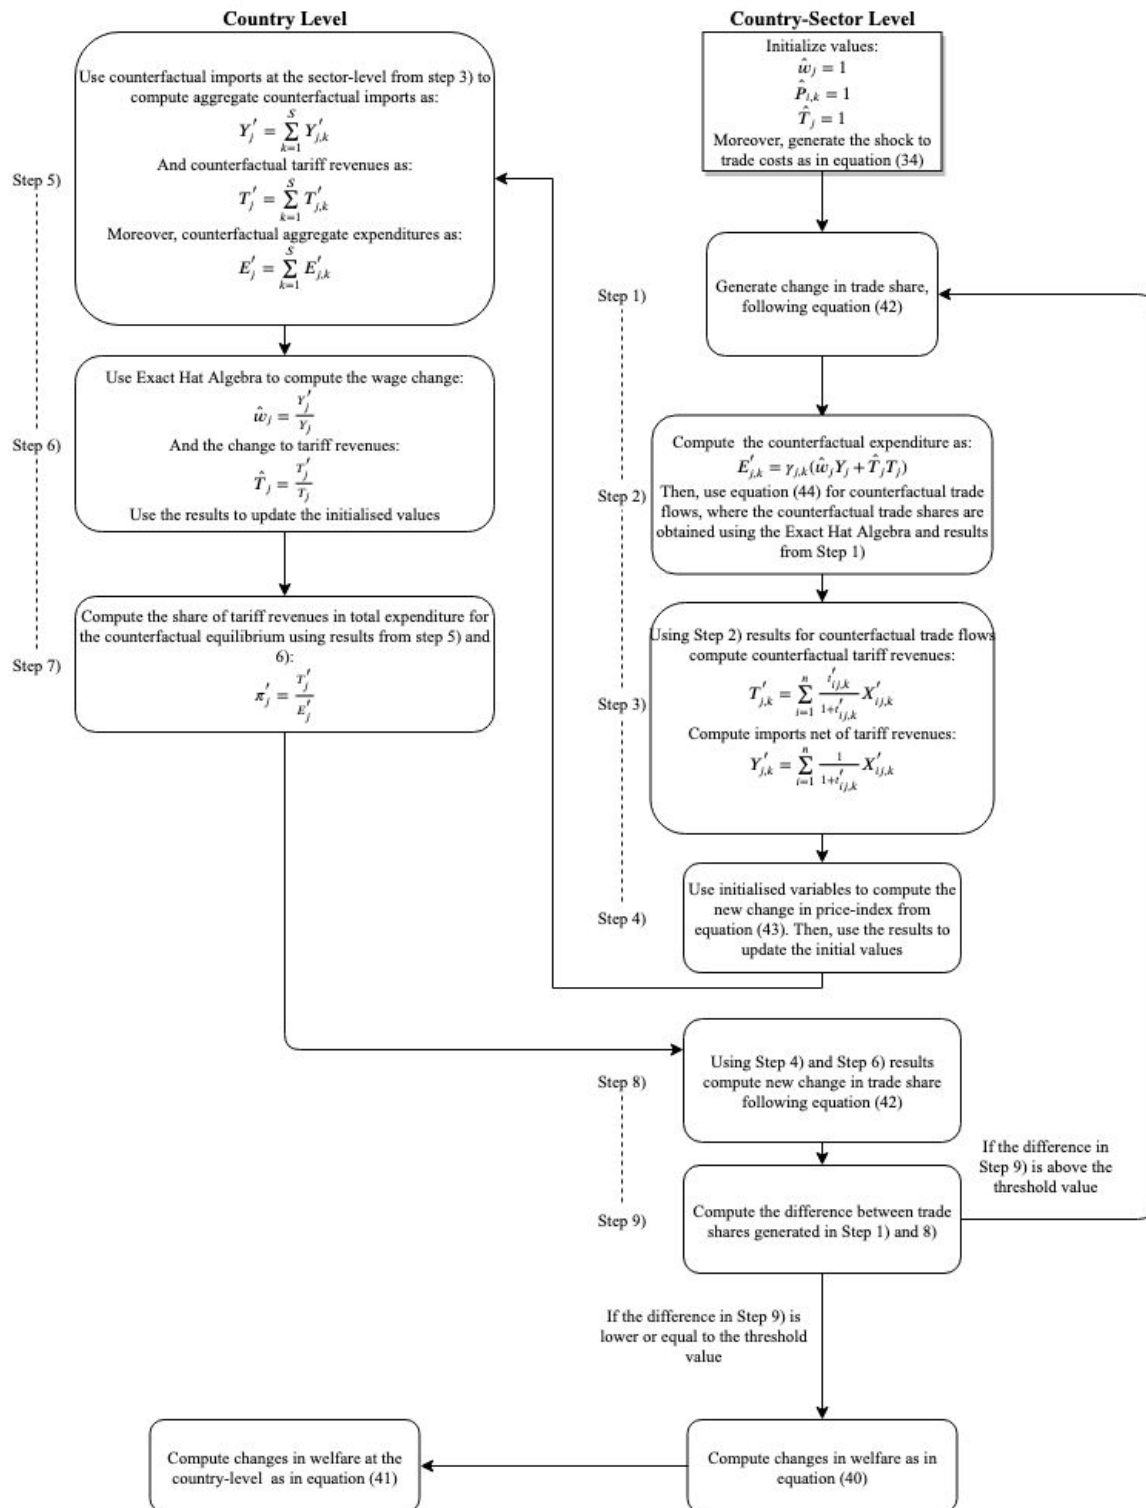 Country Level
Use counterfactual imports at the sector-level from step 3) to
compute aggregate counterfactual imports as:
Y′_j = ∑_{k=1}^{S} Y′_{j,k}
And counterfactual tariff revenues as:
T′_j = ∑_{k=1}^{S} T′_{j,k}
Moreover, counterfactual aggregate expenditures as:
E′_j = ∑_{k=1}^{S} E′_{j,k}
Step 5)
Use Exact Hat Algebra to compute the wage change:
ŵ_j = Y′_j / Y_j
And the change to tariff revenues:
T̂_j = T′_j / T_j
Use the results to update the initialised values
Step 6)
Compute the share of tariff revenues in total expenditure for
the counterfactual equilibrium using results from step 5) and
6):
π′_j = T′_j / E′_j
Step 7)
Country-Sector Level
Initialize values:
ŵ_j = 1
P̂_{i,k} = 1
T̂_j = 1
Moreover, generate the shock to
trade costs as in equation (34)
Step 1)
Generate change in trade share,
following equation (42)
Step 2)
Compute the counterfactual expenditure as:
E′_{j,k} = γ_{j,k}(ŵ_j Y_j + T̂_j T_j)
Then, use equation (44) for counterfactual trade
flows, where the counterfactual trade shares are
obtained using the Exact Hat Algebra and results
from Step 1)
Step 3)
Using Step 2) results for counterfactual trade flows
compute counterfactual tariff revenues:
T′_{j,k} = ∑_{i=1}^{n} t′_{ij,k} / (1+t′_{ij,k}) X′_{ij,k}
Compute imports net of tariff revenues:
Y′_{j,k} = ∑_{i=1}^{n} 1 / (1+t′_{ij,k}) X′_{ij,k}
Step 4)
Use initialised variables to compute the
new change in price-index from
equation (43). Then, use the results to
update the initial values
Step 8)
Using Step 4) and Step 6) results
compute new change in trade share
following equation (42)
Step 9)
Compute the difference between trade
shares generated in Step 1) and 8)
If the difference in
Step 9) is above the
threshold value
If the difference in Step 9) is
lower or equal to the threshold
value
Compute changes in welfare as in
equation (40)
Compute changes in welfare at the
country-level as in equation (41)